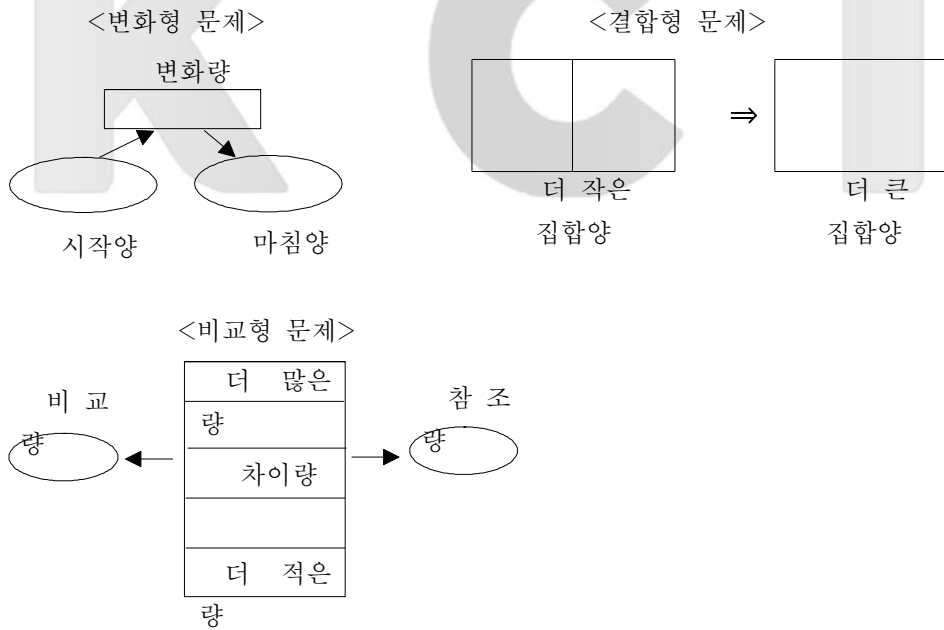 <변화형 문제>
변화량
시작양
마침양
<결합형 문제>
⇒
더 작은
집합양
더 큰
집합양
<비교형 문제>
비 교
량
더 많은
량
차이량
더 적은
량
참 조
량